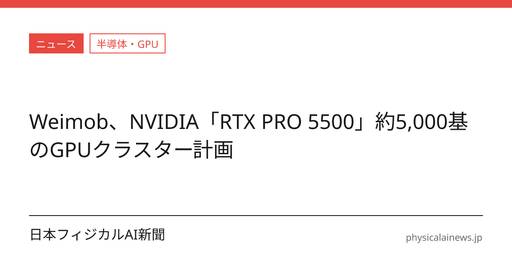 ニュース
半導体・GPU
Weimob、NVIDIA「RTX PRO 5500」約5,000基
のGPUクラスター計画
日本フィジカルAI新聞
physicalainews.jp